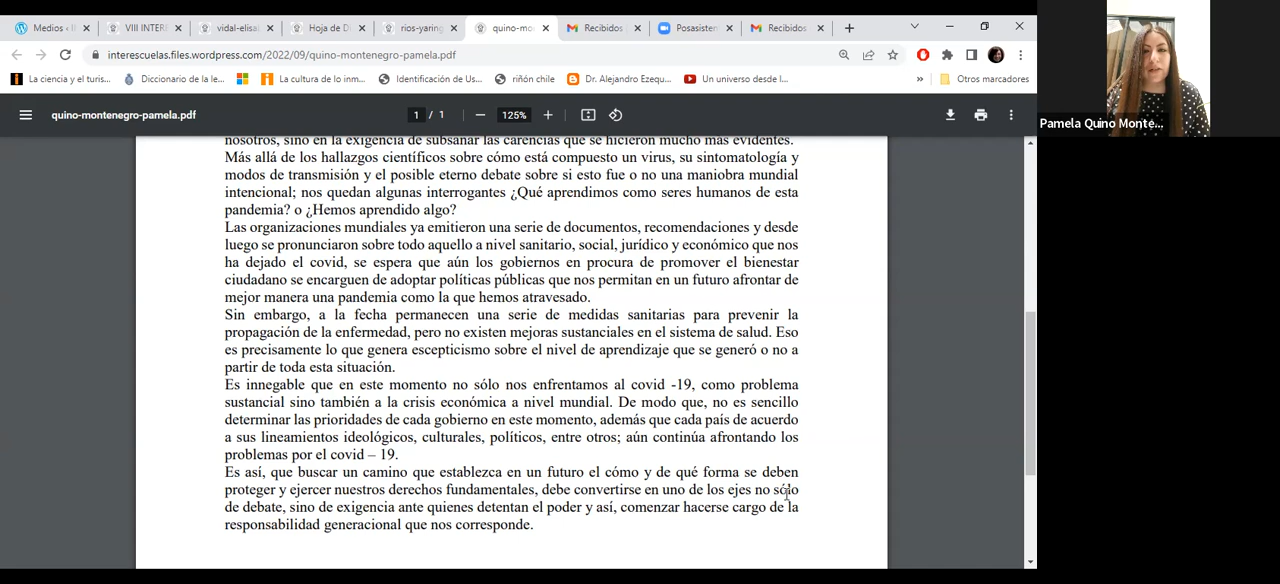 Medios ‹ II
VIII INTER
vidal-elisal
Hoja de D
rios-yaring
quino-mo
Recibidos
Posasisten
Recibidos
interescuelas.files.wordpress.com/2022/09/quino-montenegro-pamela.pdf
La ciencia y el turis...
Diccionario de la le...
La cultura de lo inm...
Identificación de Us...
riñón chile
Dr. Alejandro Ezequ...
Un universo desde l...
»
Otros marcadores
quino-montenegro-pamela.pdf
1 / 1
125%
Pamela Quino Monte...
nosotros, sino en la exigencia de subsanar las carencias que se hicieron mucho más evidentes.
Más allá de los hallazgos científicos sobre cómo está compuesto un virus, su sintomatología y
modos de transmisión y el posible eterno debate sobre si esto fue o no una maniobra mundial
intencional; nos quedan algunas interrogantes ¿Qué aprendimos como seres humanos de esta
pandemia? o ¿Hemos aprendido algo?
Las organizaciones mundiales ya emitieron una serie de documentos, recomendaciones y desde
luego se pronunciaron sobre todo aquello a nivel sanitario, social, jurídico y económico que nos
ha dejado el covid, se espera que aún los gobiernos en procura de promover el bienestar
ciudadano se encarguen de adoptar políticas públicas que nos permitan en un futuro afrontar de
mejor manera una pandemia como la que hemos atravesado.
Sin embargo, a la fecha permanecen una serie de medidas sanitarias para prevenir la
propagación de la enfermedad, pero no existen mejoras sustanciales en el sistema de salud. Eso
es precisamente lo que genera escepticismo sobre el nivel de aprendizaje que se generó o no a
partir de toda esta situación.
Es innegable que en este momento no sólo nos enfrentamos al covid -19, como problema
sustancial sino también a la crisis económica a nivel mundial. De modo que, no es sencillo
determinar las prioridades de cada gobierno en este momento, además que cada país de acuerdo
a sus lineamientos ideológicos, culturales, políticos, entre otros; aún continúa afrontando los
problemas por el covid – 19.
Es así, que buscar un camino que establezca en un futuro el cómo y de qué forma se deben
proteger y ejercer nuestros derechos fundamentales, debe convertirse en uno de los ejes no sólo
de debate, sino de exigencia ante quienes detentan el poder y así, comenzar hacerse cargo de la
responsabilidad generacional que nos corresponde.